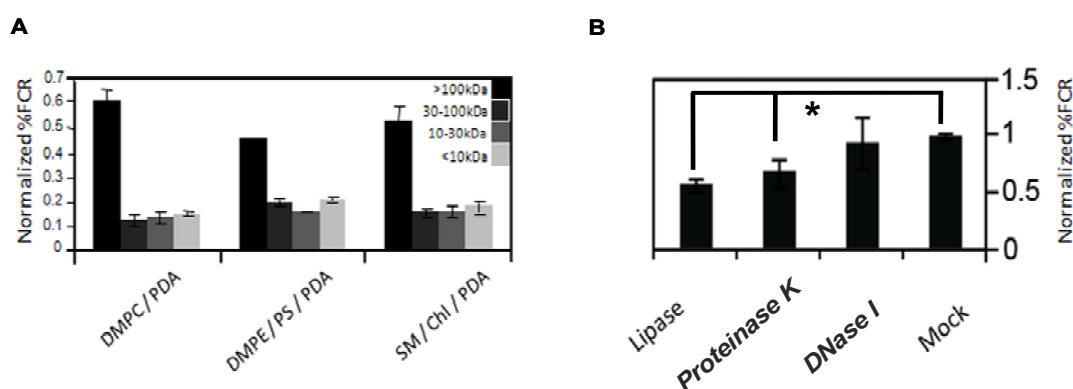 A
Normalized %FCR
0.7
0.6
0.5
0.4
0.3
0.2
0.1
0
>100kDa
30-100kDa
10-30kDa
<10kDa
DMPC / PDA
DMPE / PS / PDA
SM / Chl / PDA
B
*
1.5
1
0.5
0
Normalized %FCR
Lipase
Proteinase K
DNase I
Mock